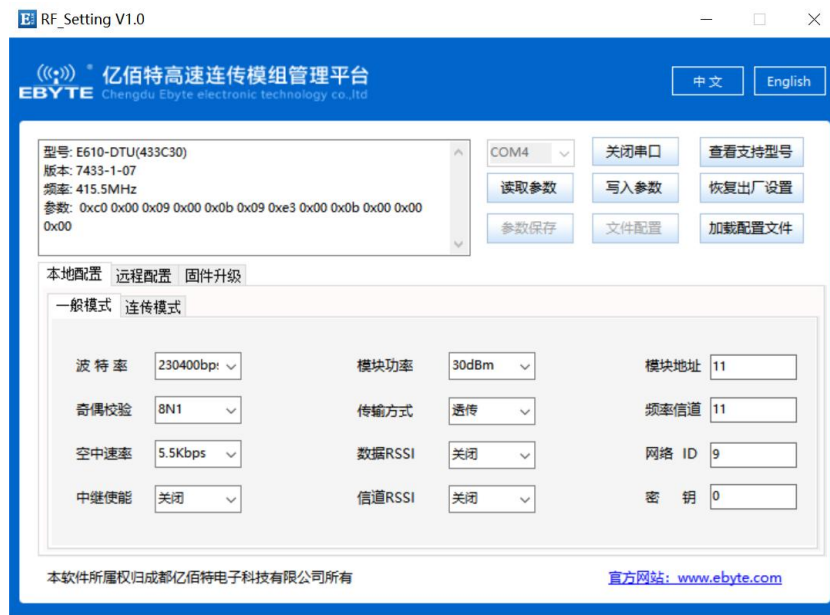 RF_Setting V1.0
亿佰特高速连传模组管理平台
EBYTE Chengdu Ebyte electronic technology co.,ltd
中文 English
型号: E610-DTU(433C30)
版本: 7433-1-07
频率: 415.5MHz
参数: 0xc0 0x00 0x09 0x00 0x0b 0x09 0xe3 0x00 0x0b 0x00 0x00
0x00
COM4 关闭串口 查看支持型号
读取参数 写入参数 恢复出厂设置
参数保存 文件配置 加载配置文件
本地配置 远程配置 固件升级
一般模式 连传模式
波特率 230400bp: 模块功率 30dBm 模块地址 11
奇偶校验 8N1 传输方式 透传 频率信道 11
空中速率 5.5Kbps 数据RSSI 关闭 网络 ID 9
中继使能 关闭 信道RSSI 关闭 密 钥 0
本软件所属权归成都亿佰特电子科技有限公司所有 官方网站：www.ebyte.com